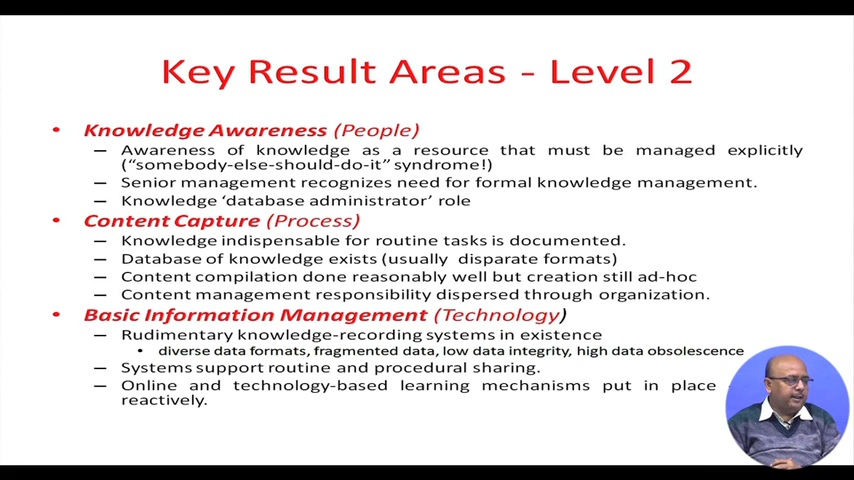 Key Result Areas - Level 2
• Knowledge Awareness (People)
– Awareness of knowledge as a resource that must be managed explicitly
("somebody-else-should-do-it" syndrome!)
– Senior management recognizes need for formal knowledge management.
– Knowledge 'database administrator' role
• Content Capture (Process)
– Knowledge indispensable for routine tasks is documented.
– Database of knowledge exists (usually disparate formats)
– Content compilation done reasonably well but creation still ad-hoc
– Content management responsibility dispersed through organization.
• Basic Information Management (Technology)
– Rudimentary knowledge-recording systems in existence
• diverse data formats, fragmented data, low data integrity, high data obsolescence
– Systems support routine and procedural sharing.
– Online and technology-based learning mechanisms put in place
reactively.